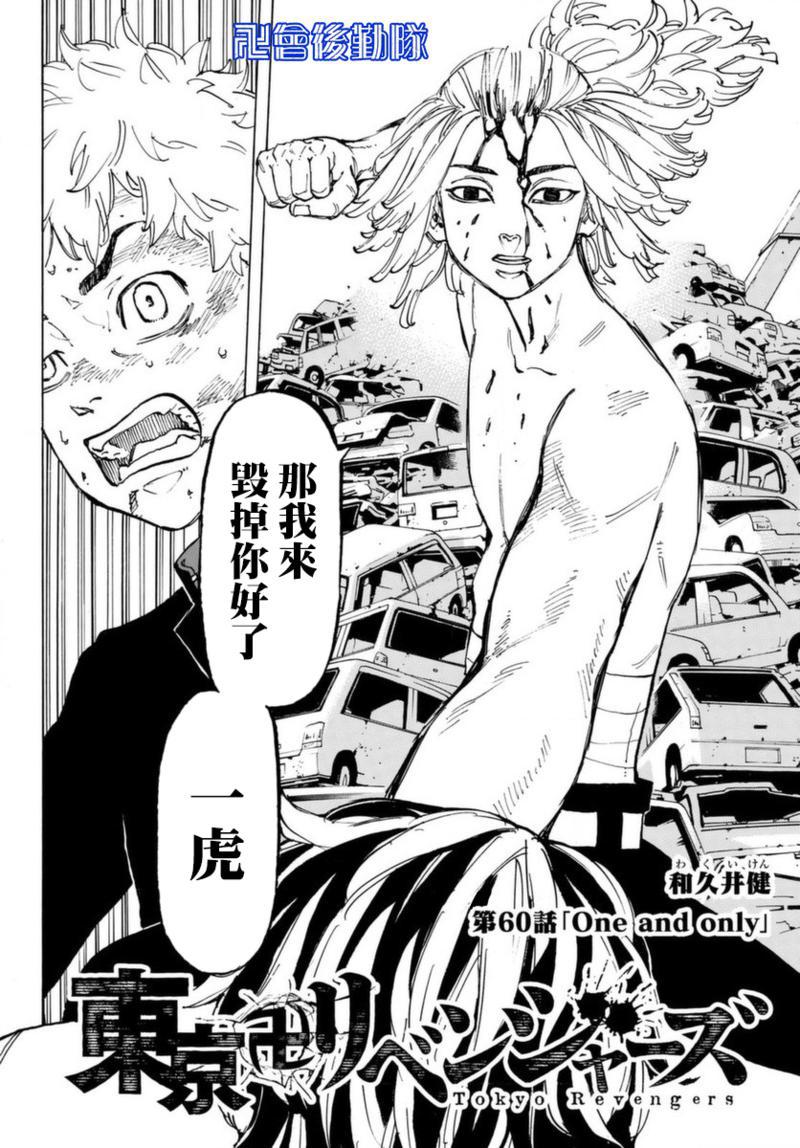 卍會後勤隊
那我來
毀掉你好了
一虎
わくいけん
和久井健
第60話「One and only」
東京卍リベンジャーズ
Tokyo Revengers